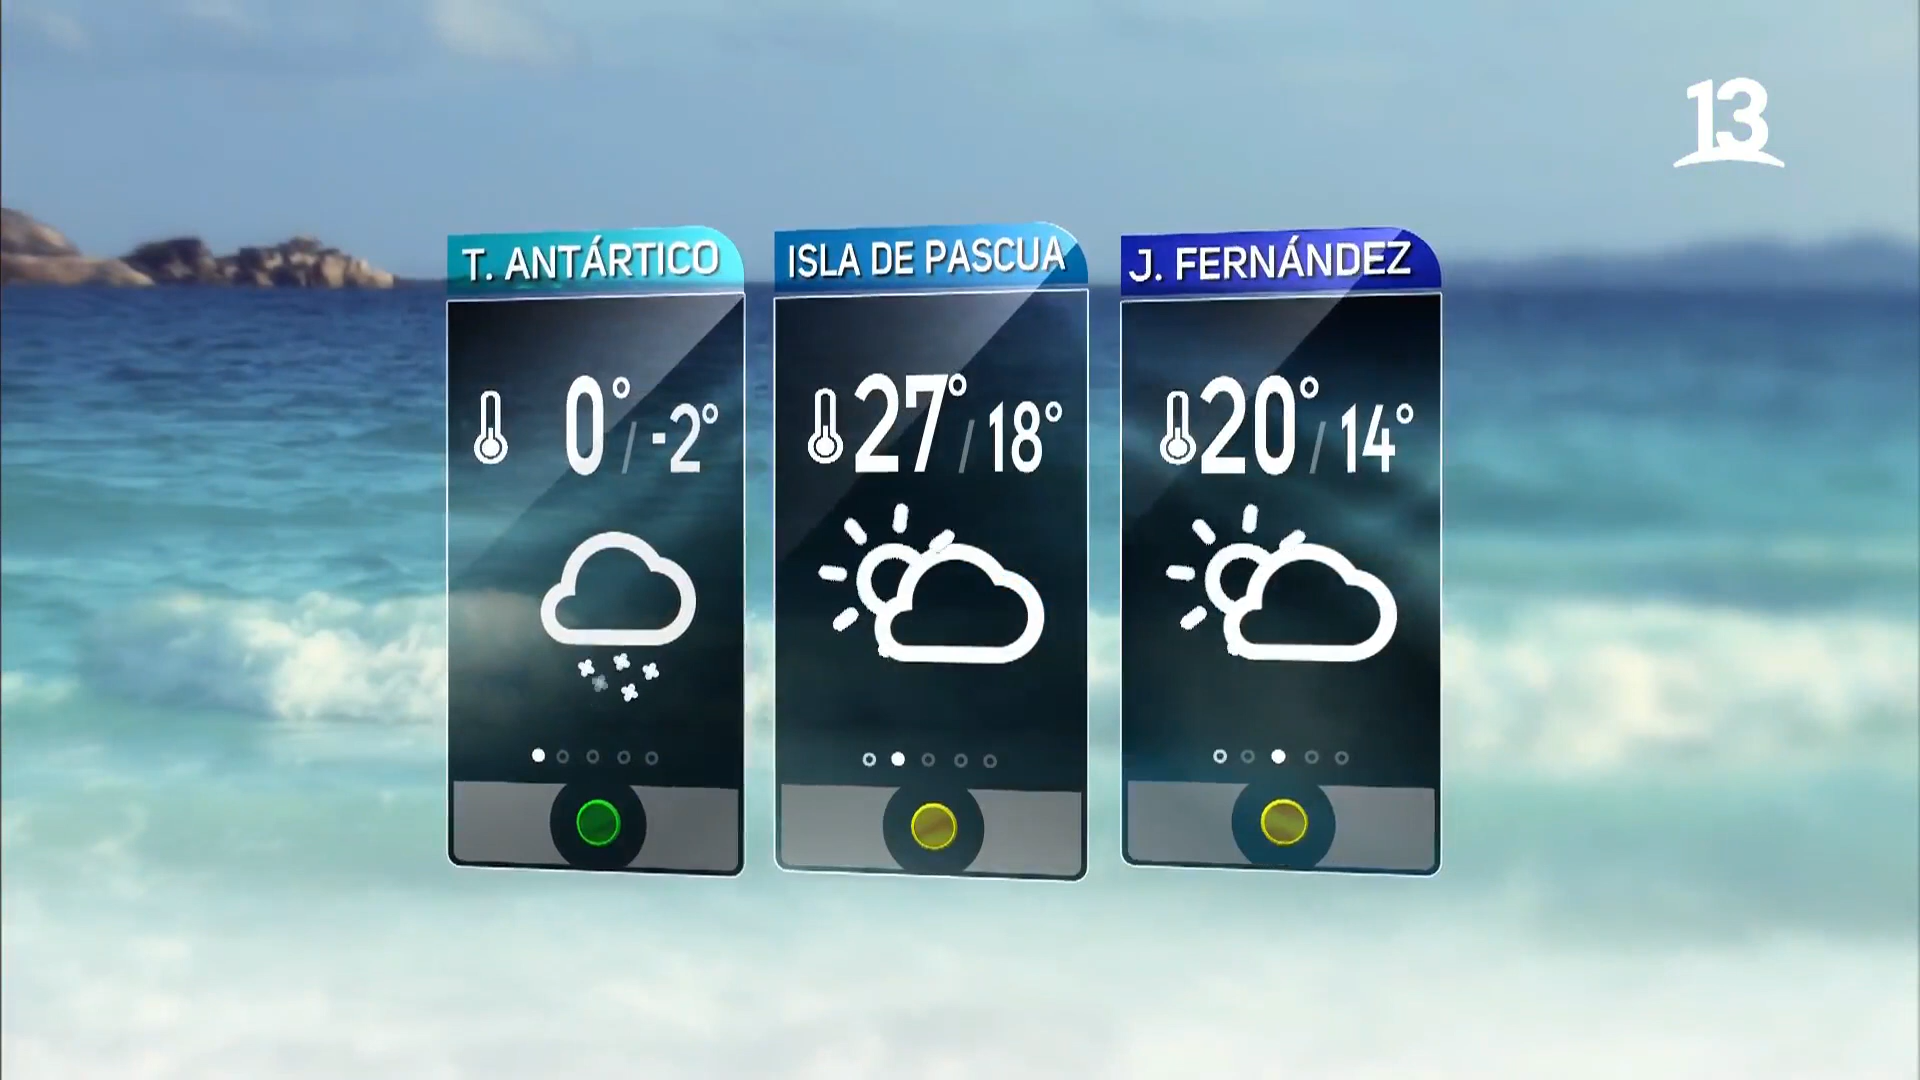 13
T. ANTÁRTICO
0° / -2°
ISLA DE PASCUA
27° / 18°
J. FERNÁNDEZ
20° / 14°